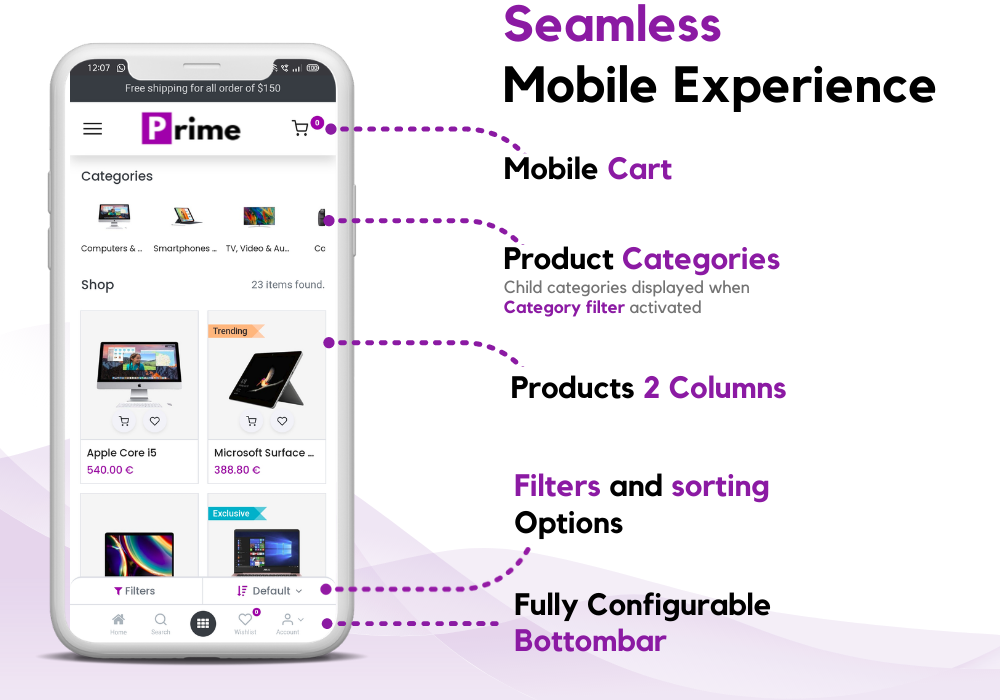 Seamless
Mobile Experience
12:07
Free shipping for all order of $150
Prime
0
Mobile Cart
Categories
Computers & ..
Smartphones ..
TV, Video & Au..
Co
Product Categories
Child categories displayed when
Category filter activated
Shop
23 items found.
Trending
Products 2 Columns
Apple Core i5
540.00 €
Microsoft Surface ...
388.80 €
Exclusive
Filters and sorting
Options
Filters
Default
Fully Configurable
Bottombar
Home
Search
0
Wishlist
Account